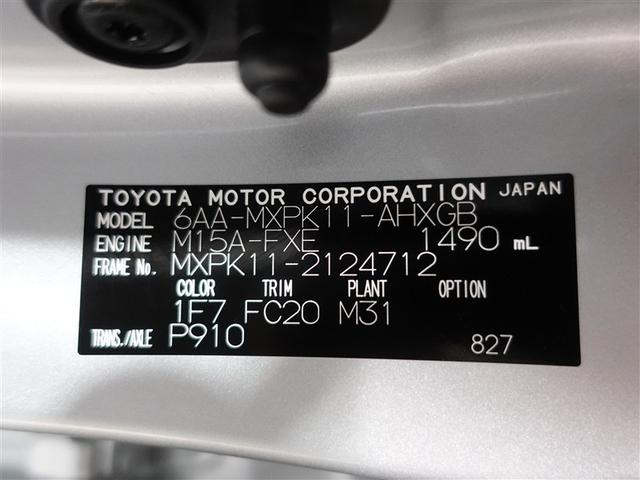 TOYOTA MOTOR CORPORATION JAPAN
MODEL 6AA-MXPK11-AHXGB
ENGINE M15A-FXE 1490 mL
FRAME No. MXPK11-2124712
COLOR TRIM PLANT OPTION
1F7 FC20 M31
TRANS./AXLE P910
827